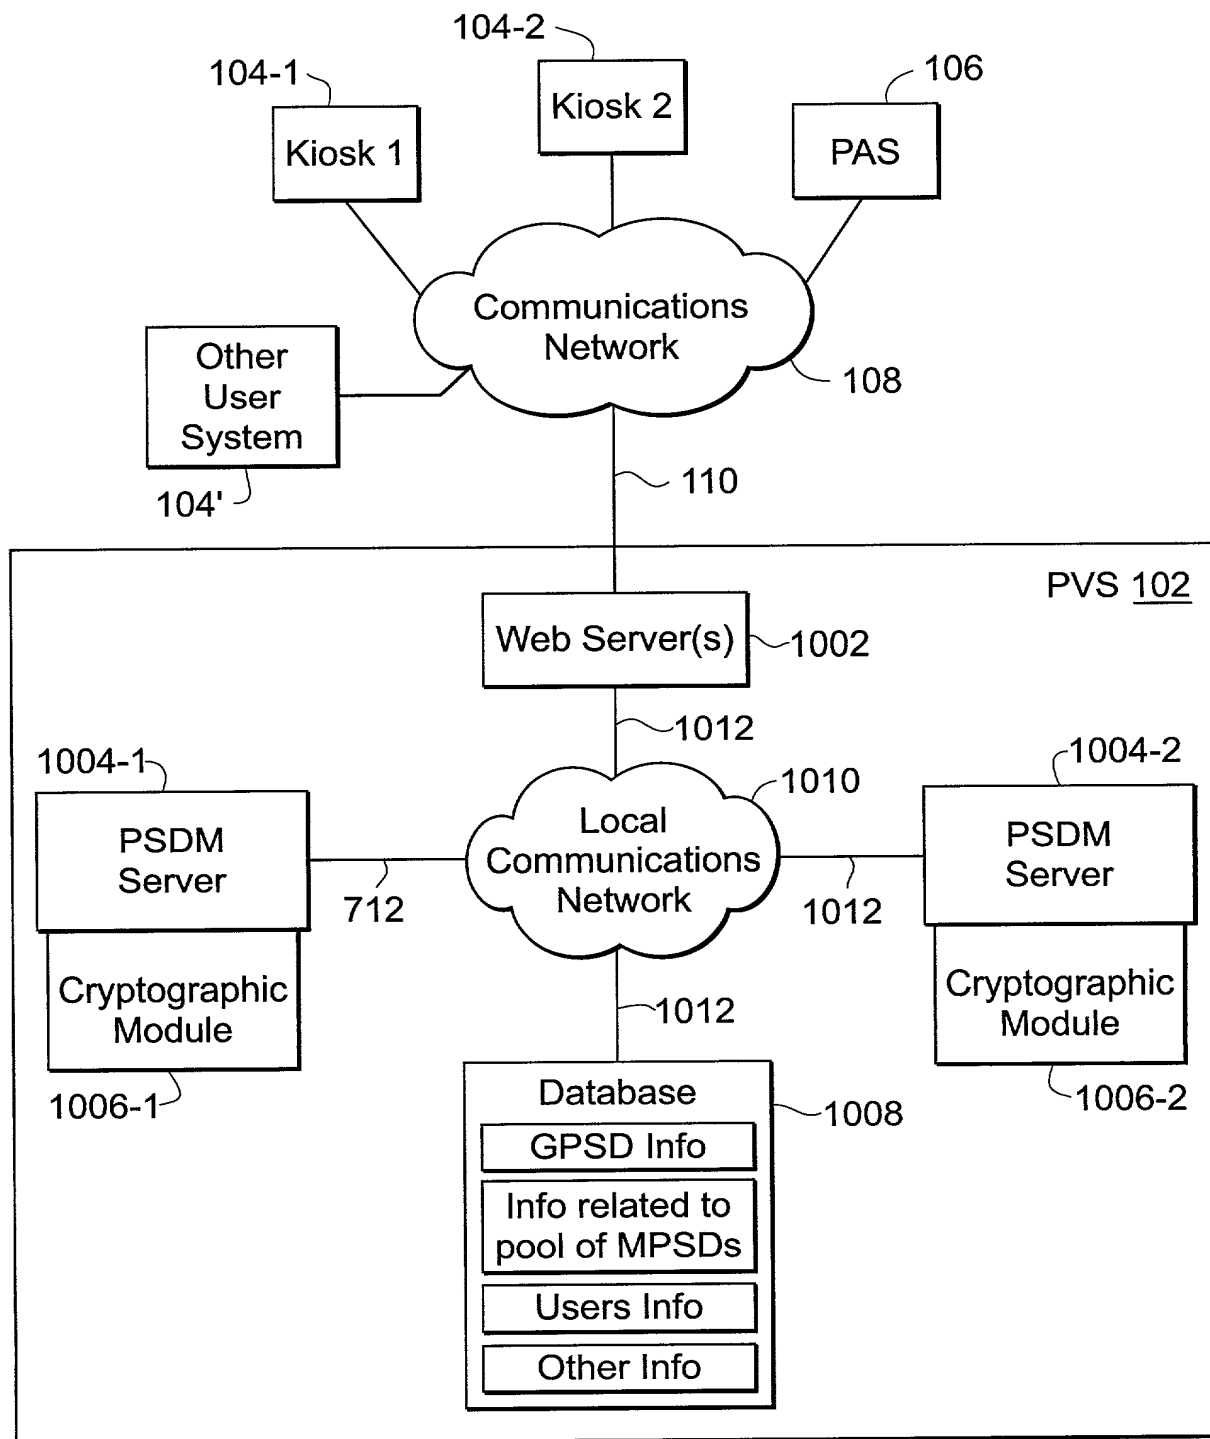 104-2
104-1
106
Kiosk 2
Kiosk 1
PAS
Communications
Network
108
Other
User
System
104'
110
PVS 102
Web Server(s)
1002
1012
1004-1
1004-2
1010
PSDM
Server
Local
Communications
Network
PSDM
Server
712
1012
Cryptographic
Module
Cryptographic
Module
1012
1006-1
1006-2
Database
1008
GPSD Info
Info related to
pool of MPSDs
Users Info
Other Info